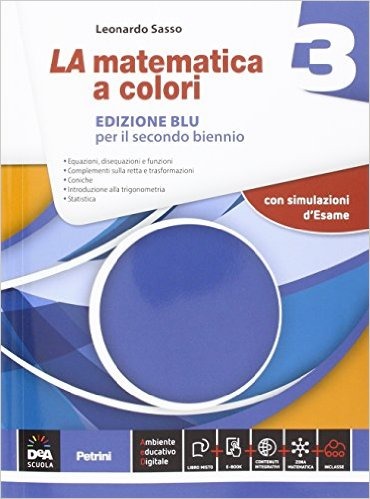 Leonardo Sasso
3
LA matematica
a colori
EDIZIONE BLU
per il secondo biennio
• Equazioni, disequazioni e funzioni
• Complementi sulla retta e trasformazioni
• Coniche
• Introduzione alla trigonometria
• Statistica
con simulazioni
d'Esame
DeA
SCUOLA
Petrini
Ambiente
educativo
Digitale
LIBRO MISTO
+
E-BOOK
+
CONTENUTI
INTEGRATIVI
+
ZONA
MATEMATICA
+
INCLASSE